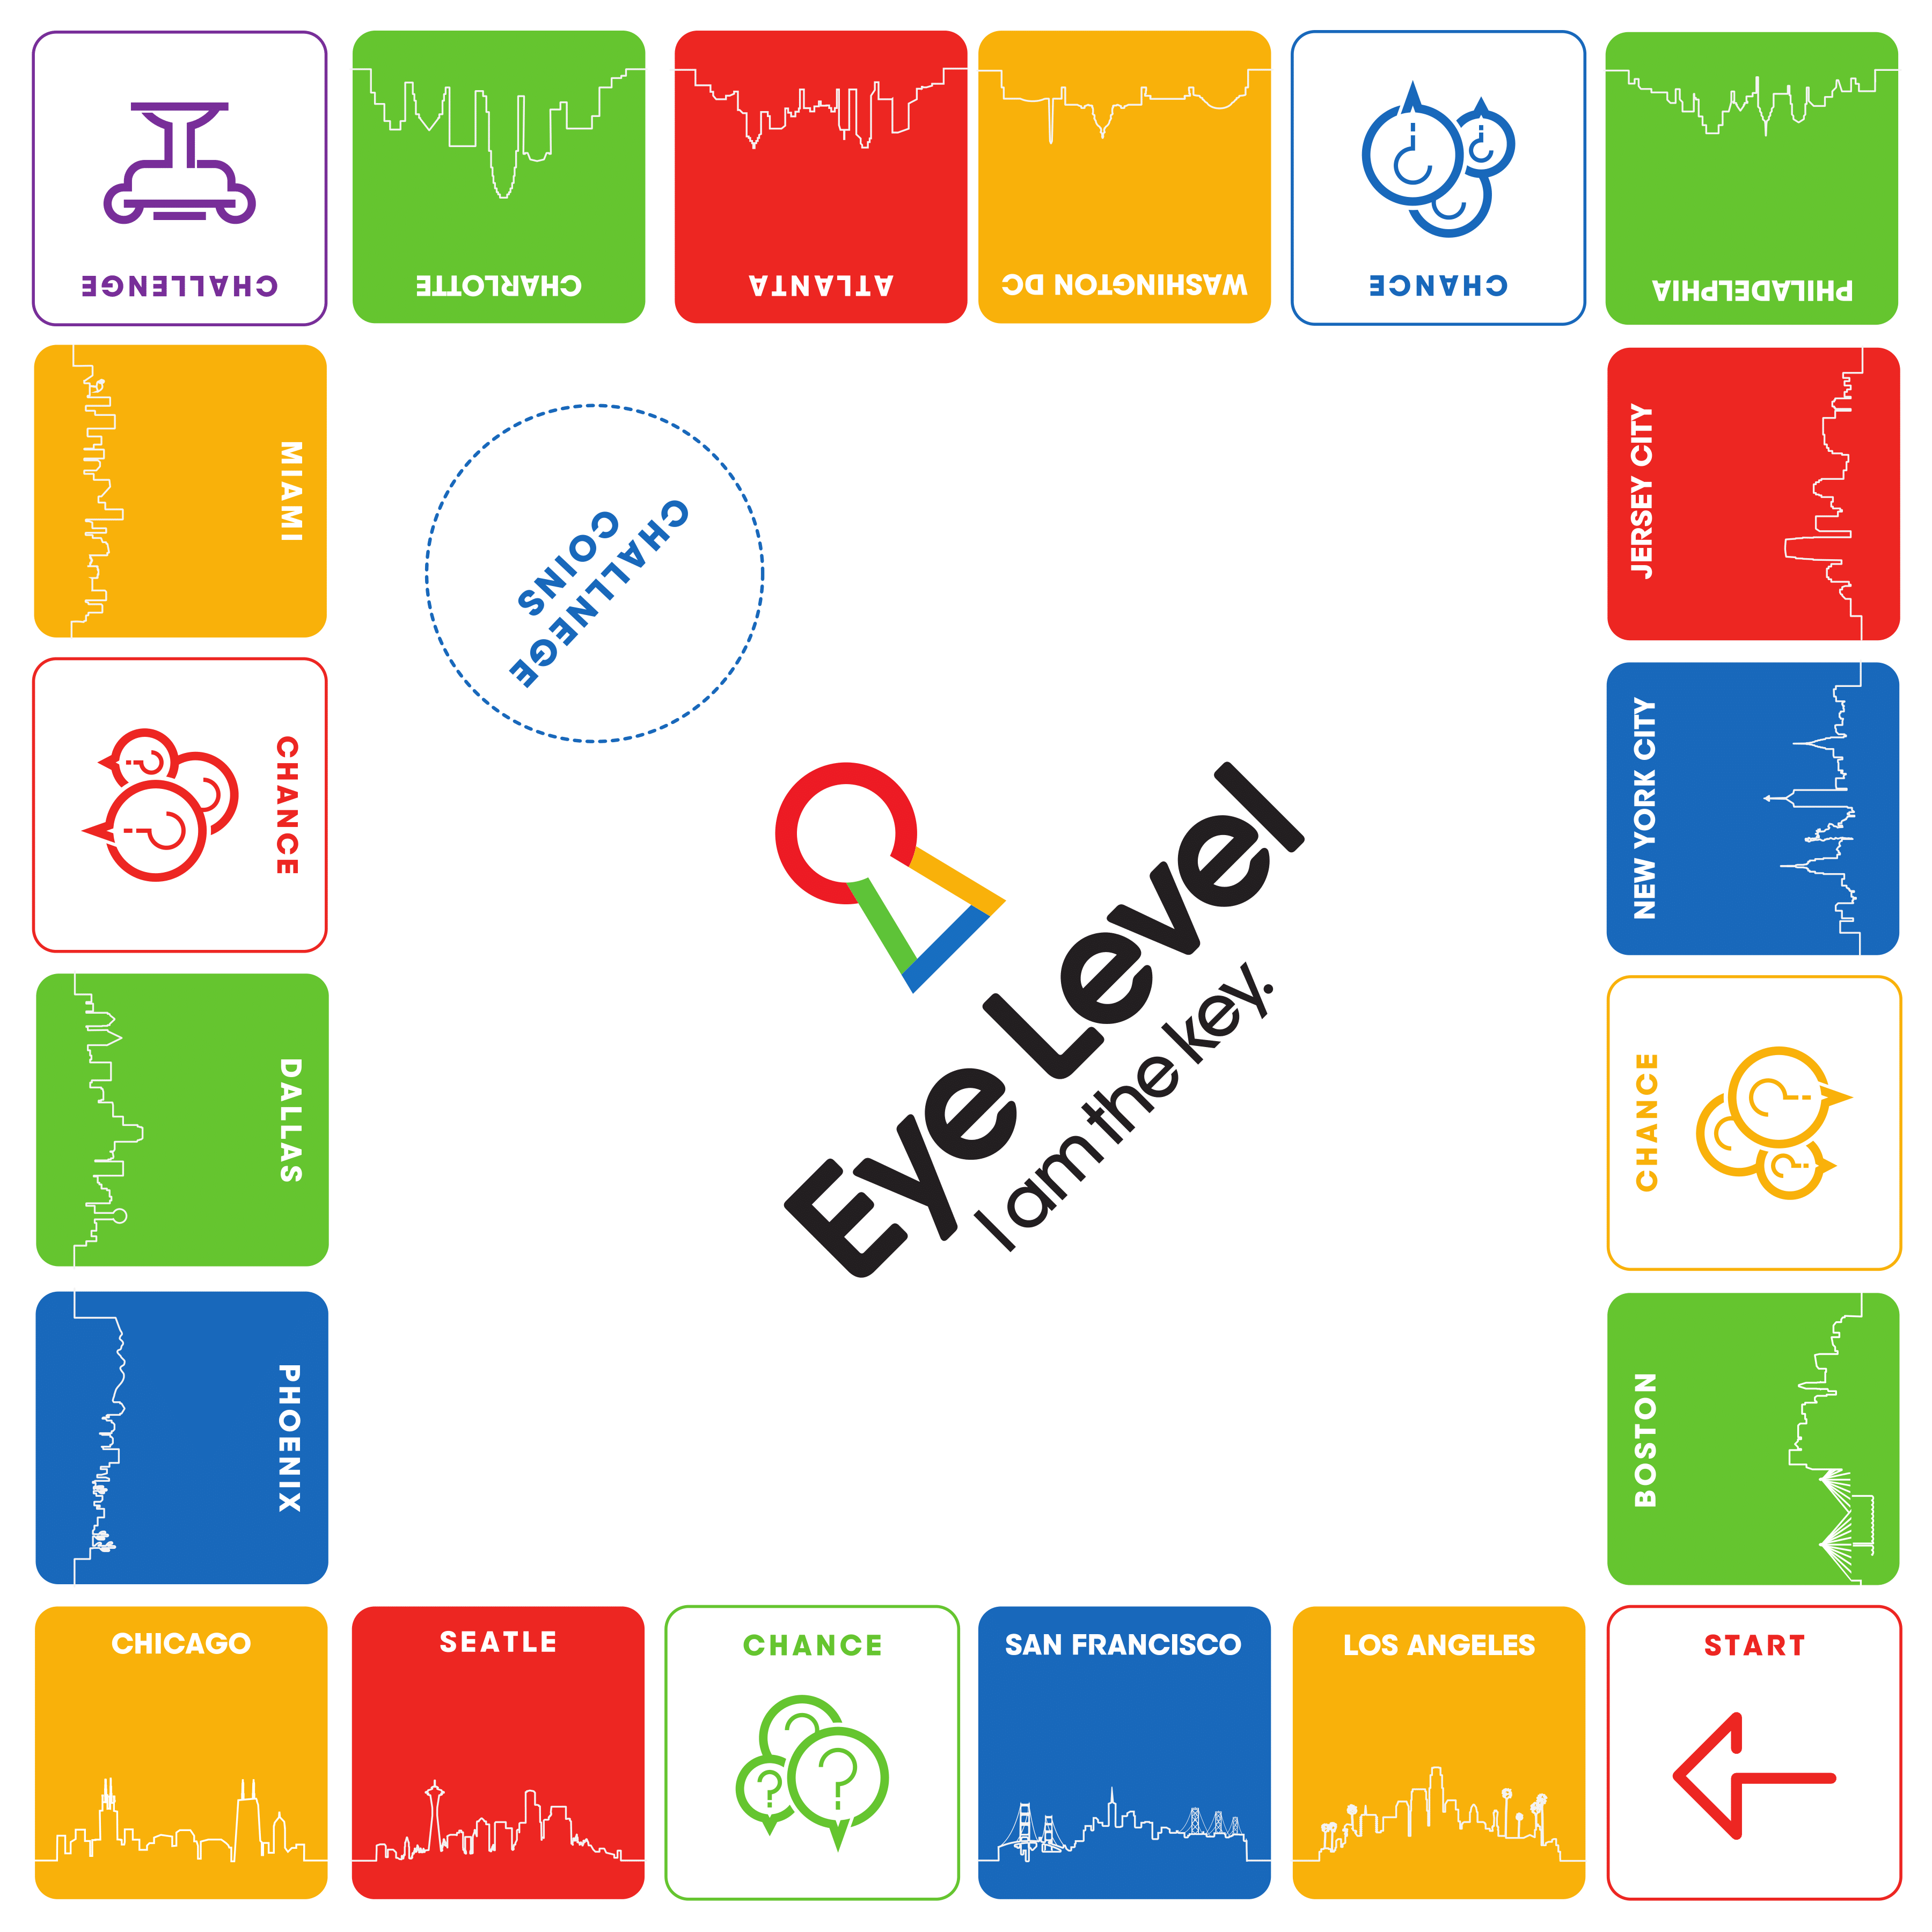 CHALLENGE
CHARLOTTE
ATLANTA
WASHINGTON DC
CHANCE
PHILADELPHIA
MIAMI
CHALLNEGE
COINS
JERSEY CITY
CHANCE
NEW YORK CITY
Eye Level
I am the key.
DALLAS
CHANCE
PHOENIX
BOSTON
CHICAGO
SEATLE
CHANCE
SAN FRANCISCO
LOS ANGELES
START